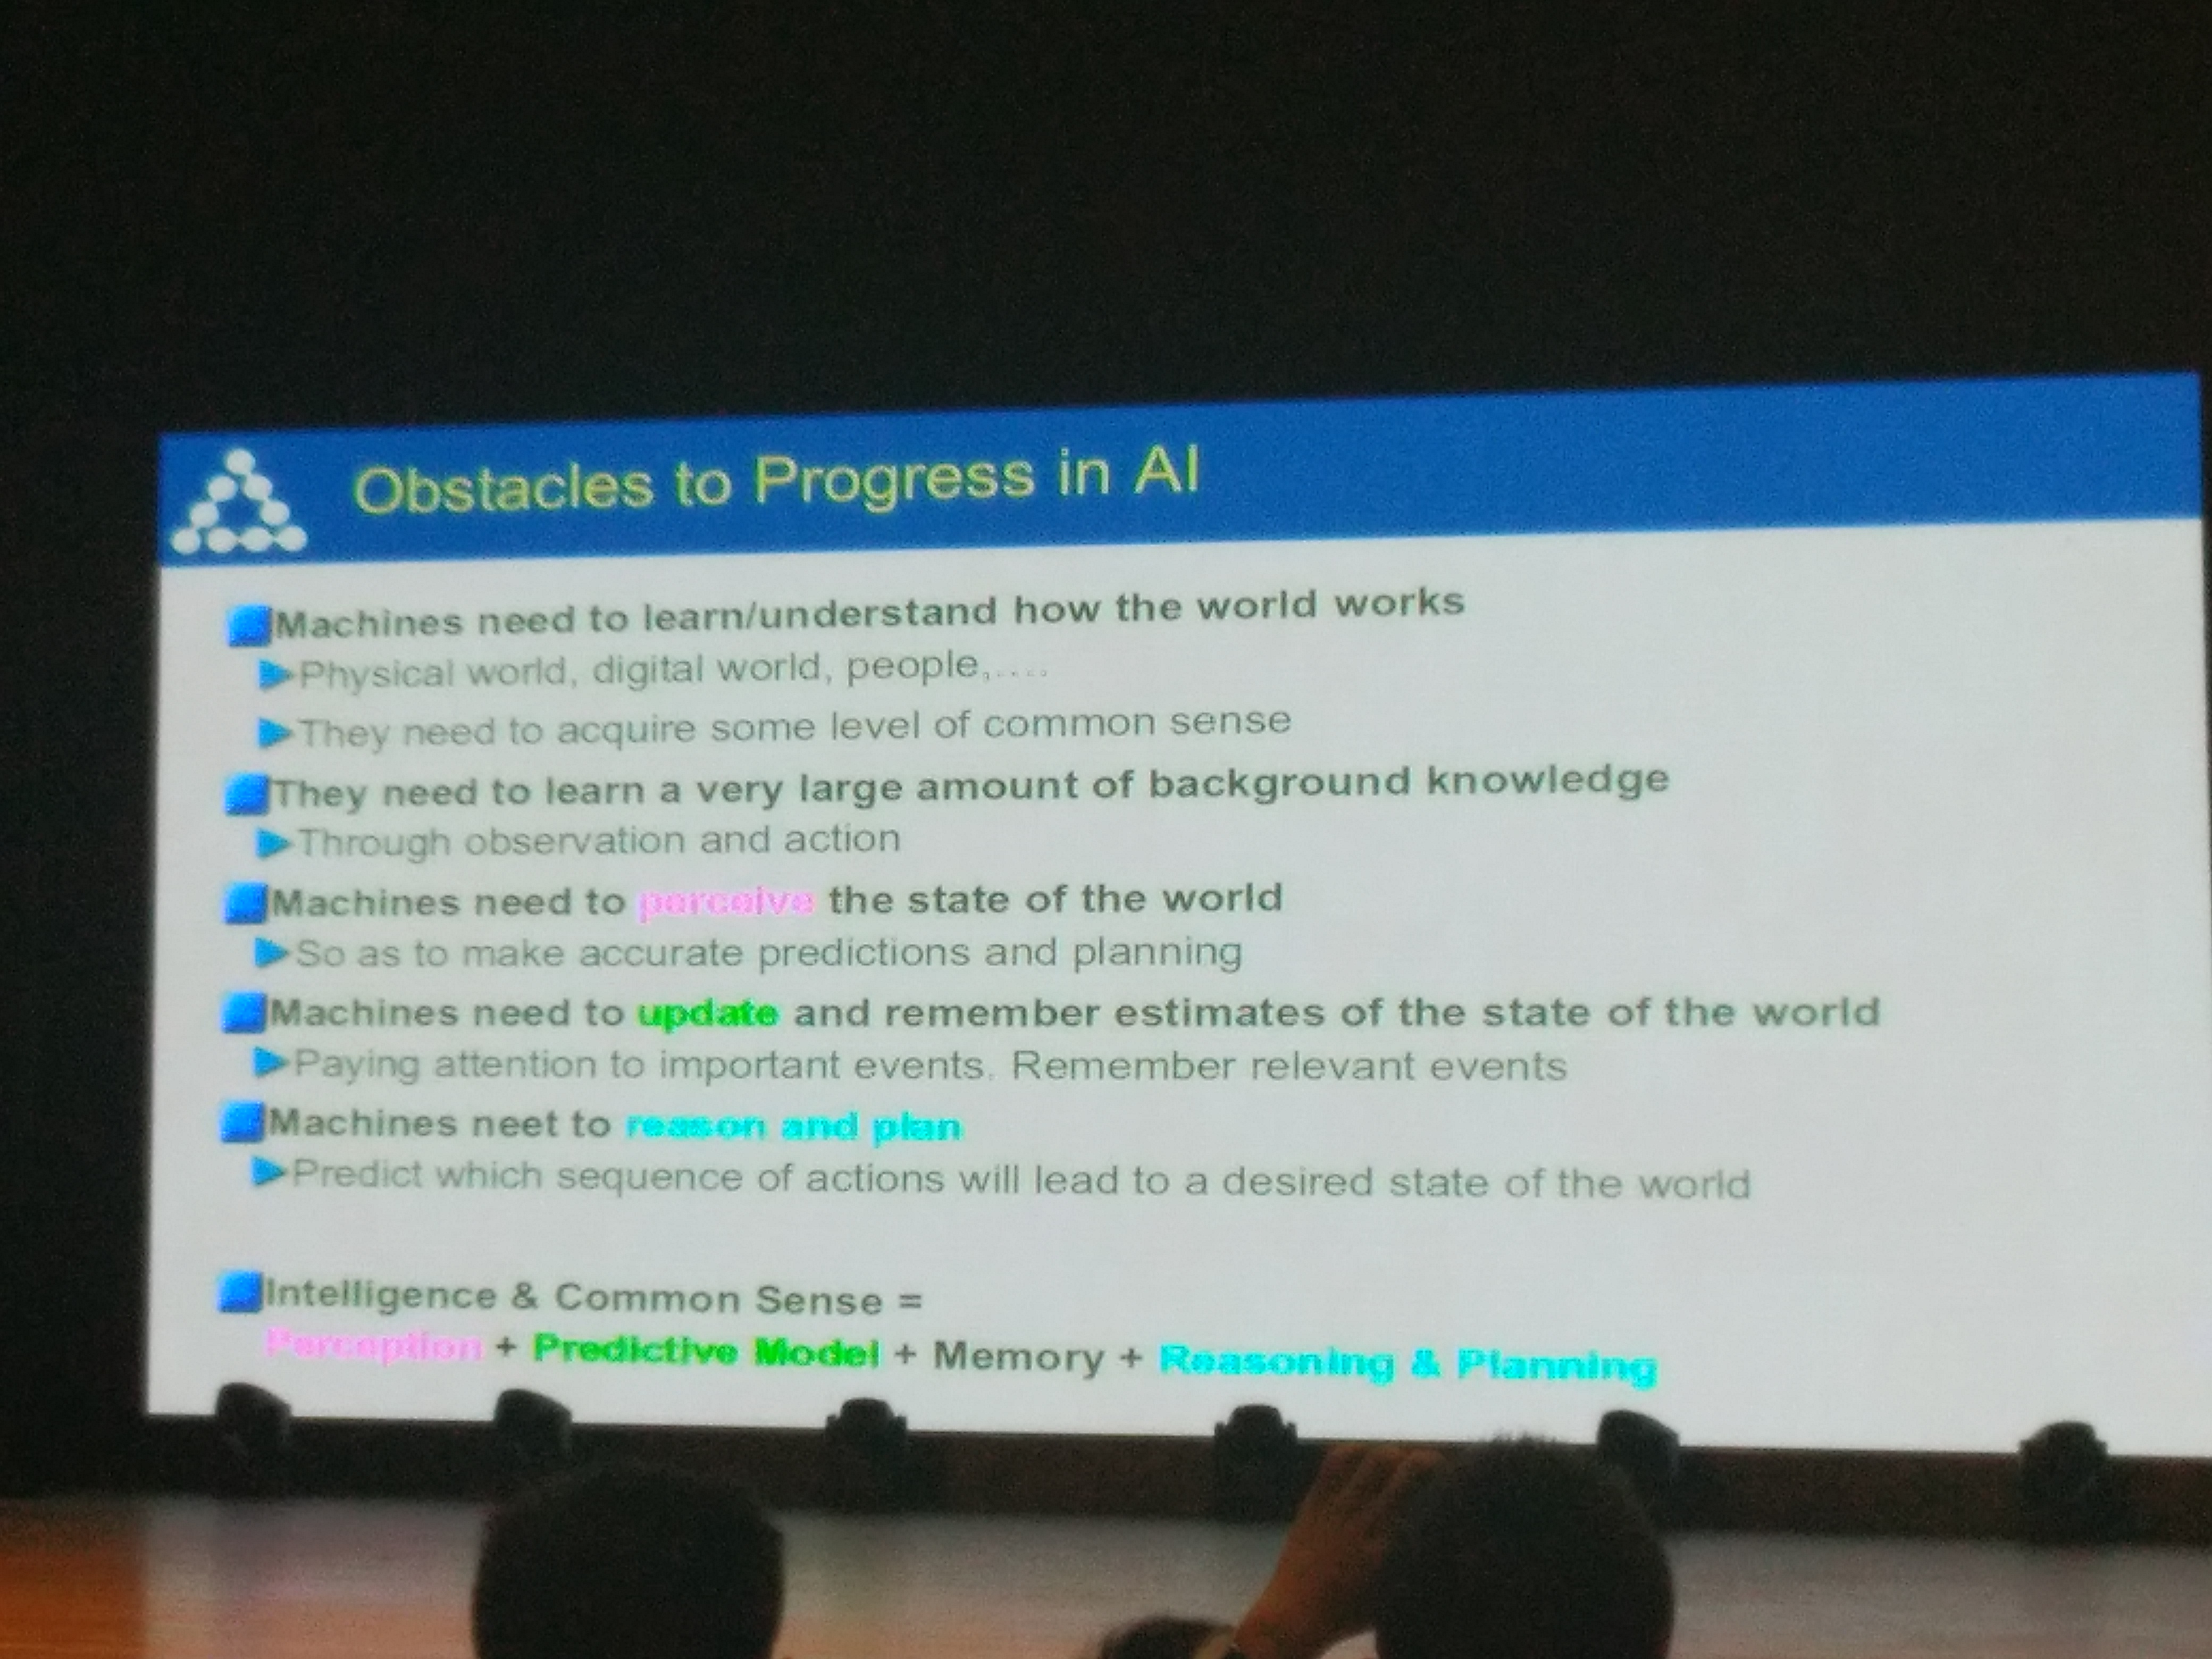 Obstacles to Progress in AI
Machines need to learn/understand how the world works
Physical world, digital world, people,....
They need to acquire some level of common sense
They need to learn a very large amount of background knowledge
Through observation and action
Machines need to perceive the state of the world
So as to make accurate predictions and planning
Machines need to update and remember estimates of the state of the world
Paying attention to important events. Remember relevant events
Machines neet to reason and plan
Predict which sequence of actions will lead to a desired state of the world
Intelligence & Common Sense =
Perception + Predictive Model + Memory + Reasoning & Planning